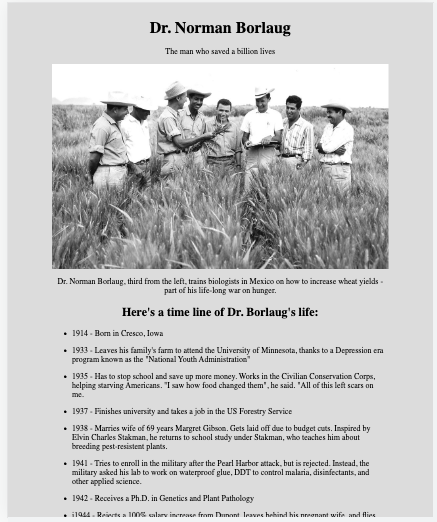 Dr. Norman Borlaug
The man who saved a billion lives
Dr. Norman Borlaug, third from the left, trains biologists in Mexico on how to increase wheat yields -
part of his life-long war on hunger.
Here's a time line of Dr. Borlaug's life:
• 1914 - Born in Cresco, Iowa
• 1933 - Leaves his family's farm to attend the University of Minnesota, thanks to a Depression era
program known as the "National Youth Administration"
• 1935 - Has to stop school and save up more money. Works in the Civilian Conservation Corps,
helping starving Americans. "I saw how food changed them", he said. "All of this left scars on
me.
• 1937 - Finishes university and takes a job in the US Forestry Service
• 1938 - Marries wife of 69 years Margret Gibson. Gets laid off due to budget cuts. Inspired by
Elvin Charles Stakman, he returns to school study under Stakman, who teaches him about
breeding pest-resistent plants.
• 1941 - Tries to enroll in the military after the Pearl Harbor attack, but is rejected. Instead, the
military asked his lab to work on waterproof glue, DDT to control malaria, disinfectants, and
other applied science.
• 1942 - Receives a Ph.D. in Genetics and Plant Pathology
• i1944 - Rejects a 100% salary increase from Dupont, leaves behind his pregnant wife, and flies